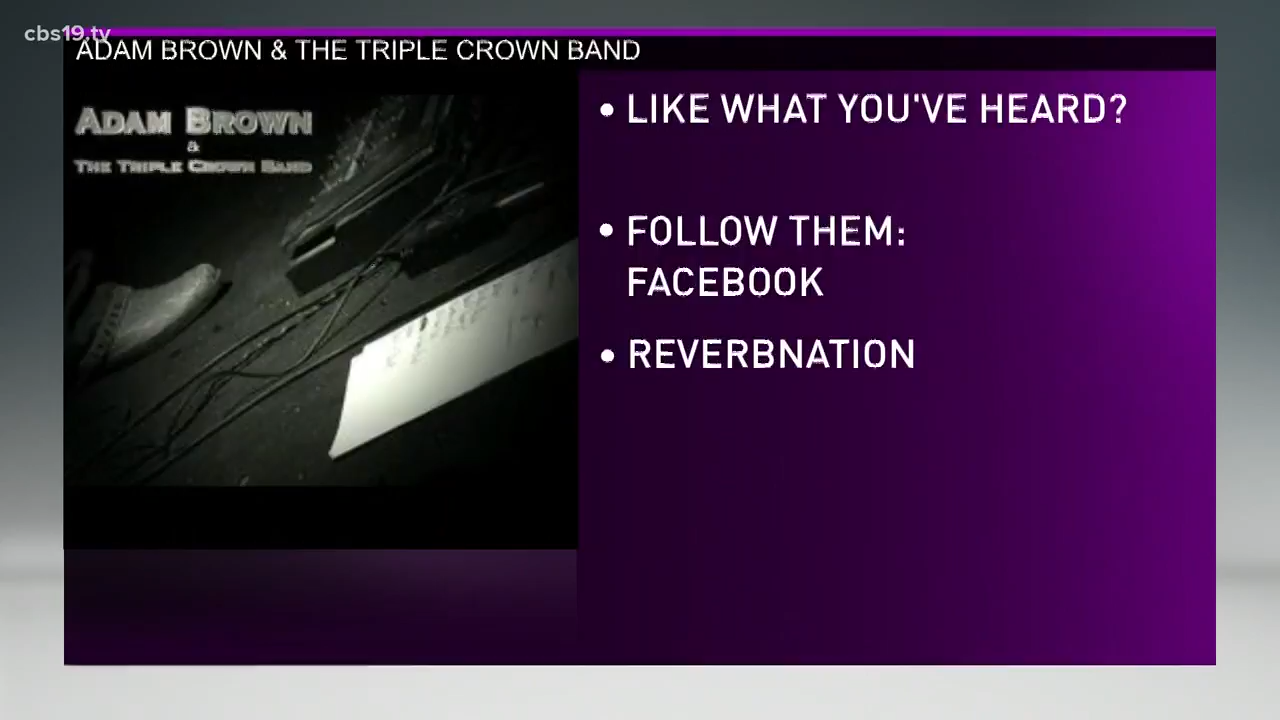 cbs19.tv
ADAM BROWN & THE TRIPLE CROWN BAND
ADAM BROWN
&
THE TRIPLE CROWN BAND
• LIKE WHAT YOU'VE HEARD?
• FOLLOW THEM:
FACEBOOK
• REVERBNATION